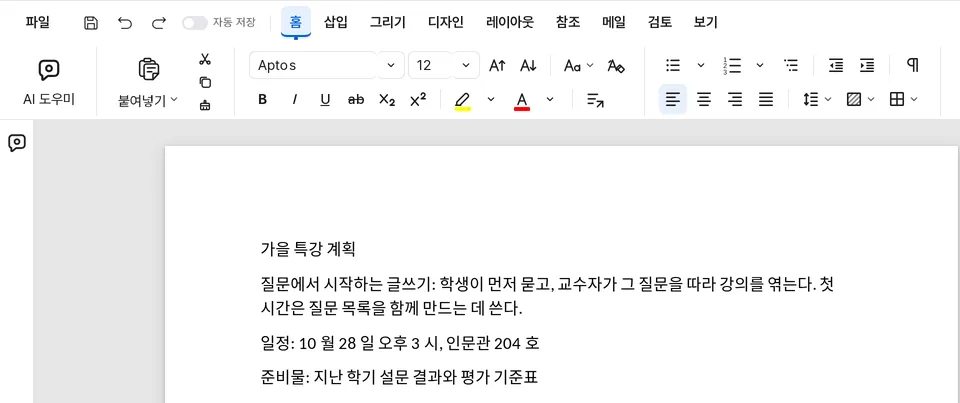 파일 자동 저장 홈 삽입 그리기 디자인 레이아웃 참조 메일 검토 보기
Aptos 12
AI 도우미 붙여넣기
가을 특강 계획
질문에서 시작하는 글쓰기: 학생이 먼저 묻고, 교수자가 그 질문을 따라 강의를 엮는다. 첫
시간은 질문 목록을 함께 만드는 데 쓴다.
일정: 10 월 28 일 오후 3 시, 인문관 204 호
준비물: 지난 학기 설문 결과와 평가 기준표